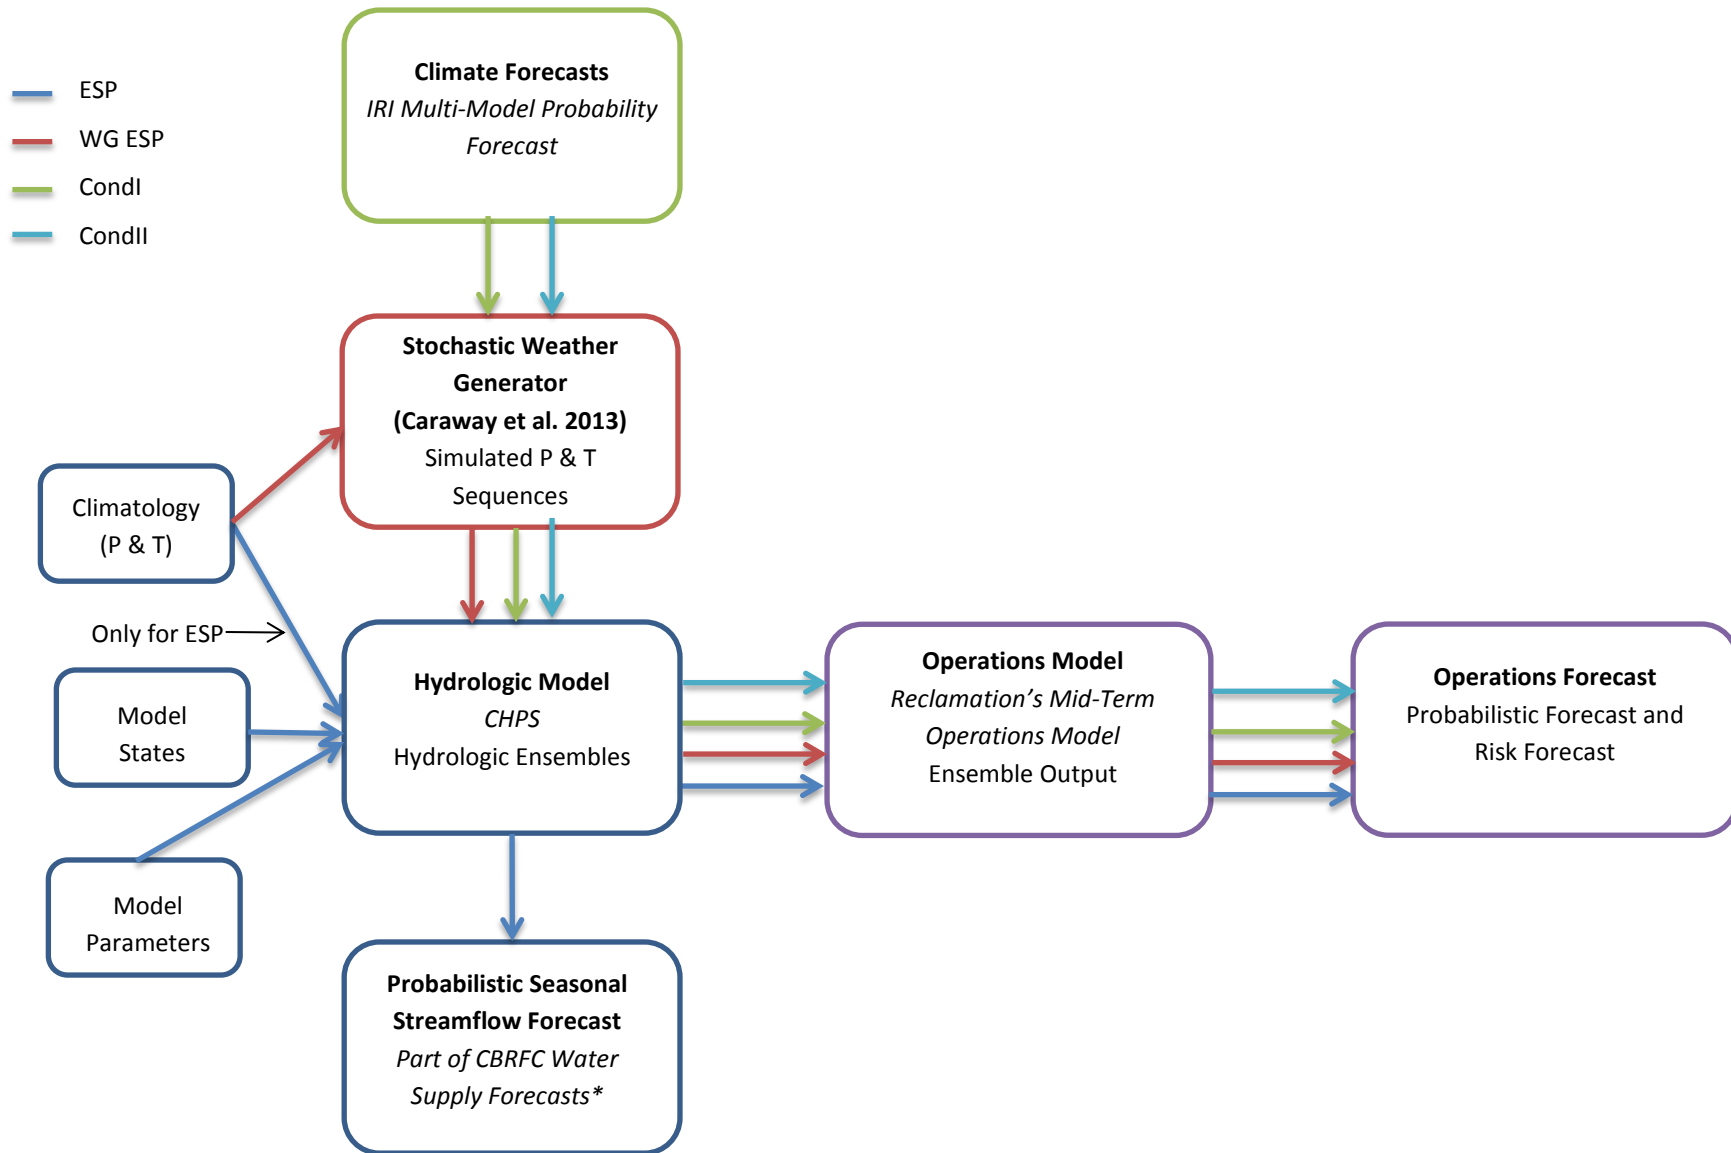 ESP
WG ESP
CondI
CondII
Climate Forecasts
IRI Multi-Model Probability
Forecast
Stochastic Weather
Generator
(Caraway et al. 2013)
Simulated P & T
Sequences
Climatology
(P & T)
Only for ESP
Model
States
Model
Parameters
Hydrologic Model
CHPS
Hydrologic Ensembles
Operations Model
Reclamation’s Mid-Term
Operations Model
Ensemble Output
Operations Forecast
Probabilistic Forecast and
Risk Forecast
Probabilistic Seasonal
Streamflow Forecast
Part of CBRFC Water
Supply Forecasts*